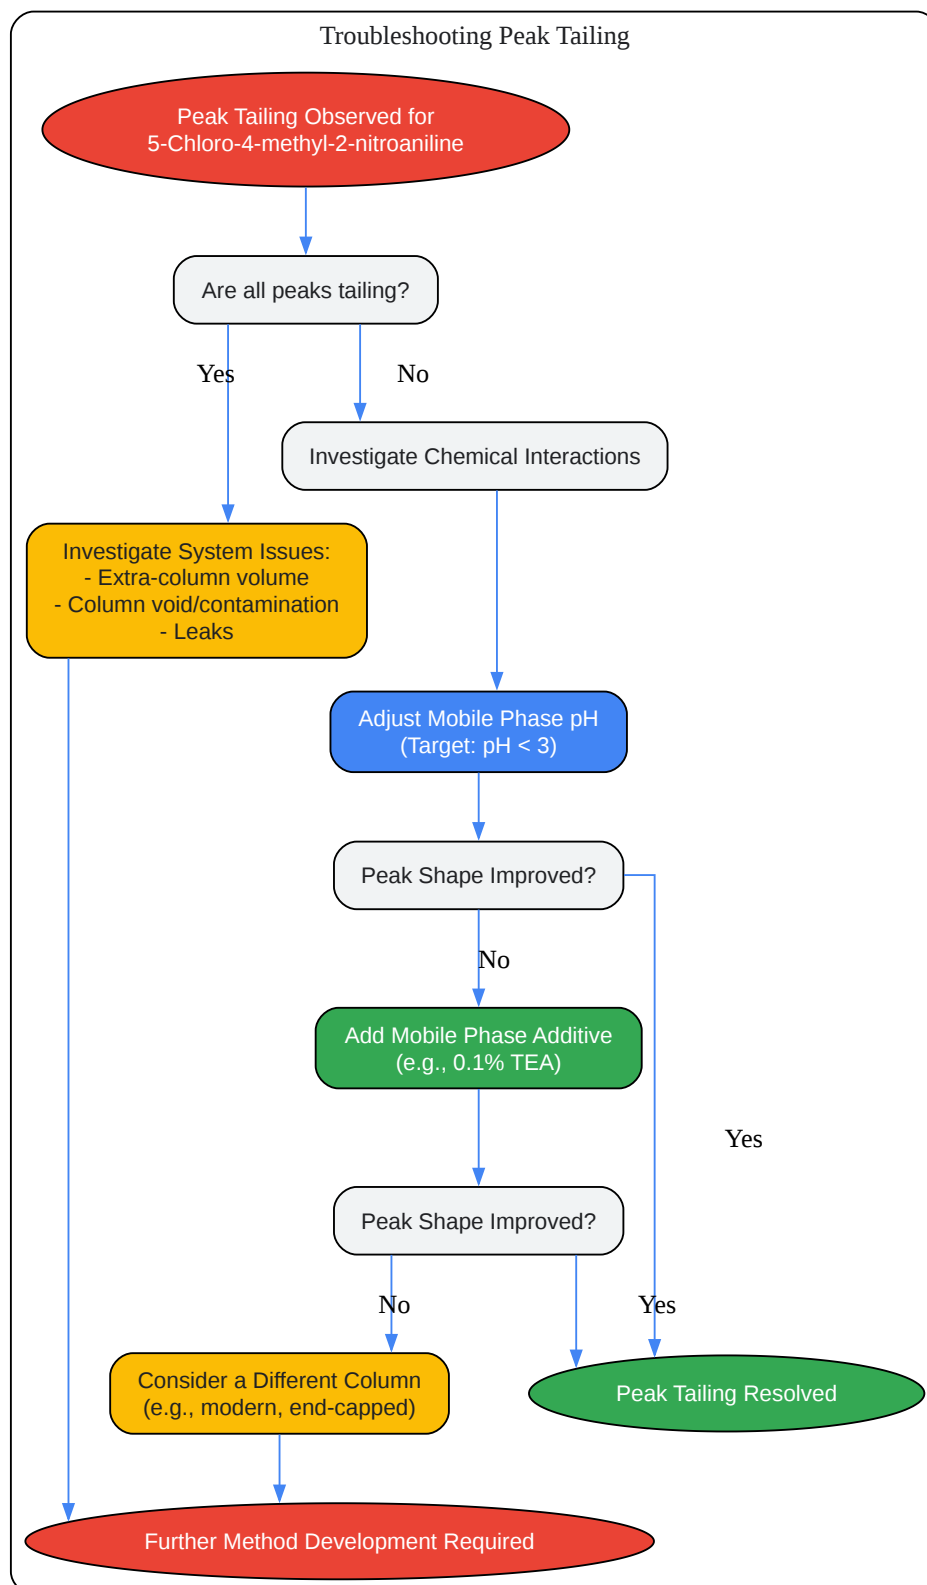 Troubleshooting Peak Tailing
Peak Tailing Observed for
5-Chloro-4-methyl-2-nitroaniline
Are all peaks tailing?
Yes
No
Investigate Chemical Interactions
Investigate System Issues:
- Extra-column volume
- Column void/contamination
- Leaks
Adjust Mobile Phase pH
(Target: pH < 3)
Peak Shape Improved?
No
Add Mobile Phase Additive
(e.g., 0.1% TEA)
Yes
Peak Shape Improved?
No
Yes
Consider a Different Column
(e.g., modern, end-capped)
Peak Tailing Resolved
Further Method Development Required